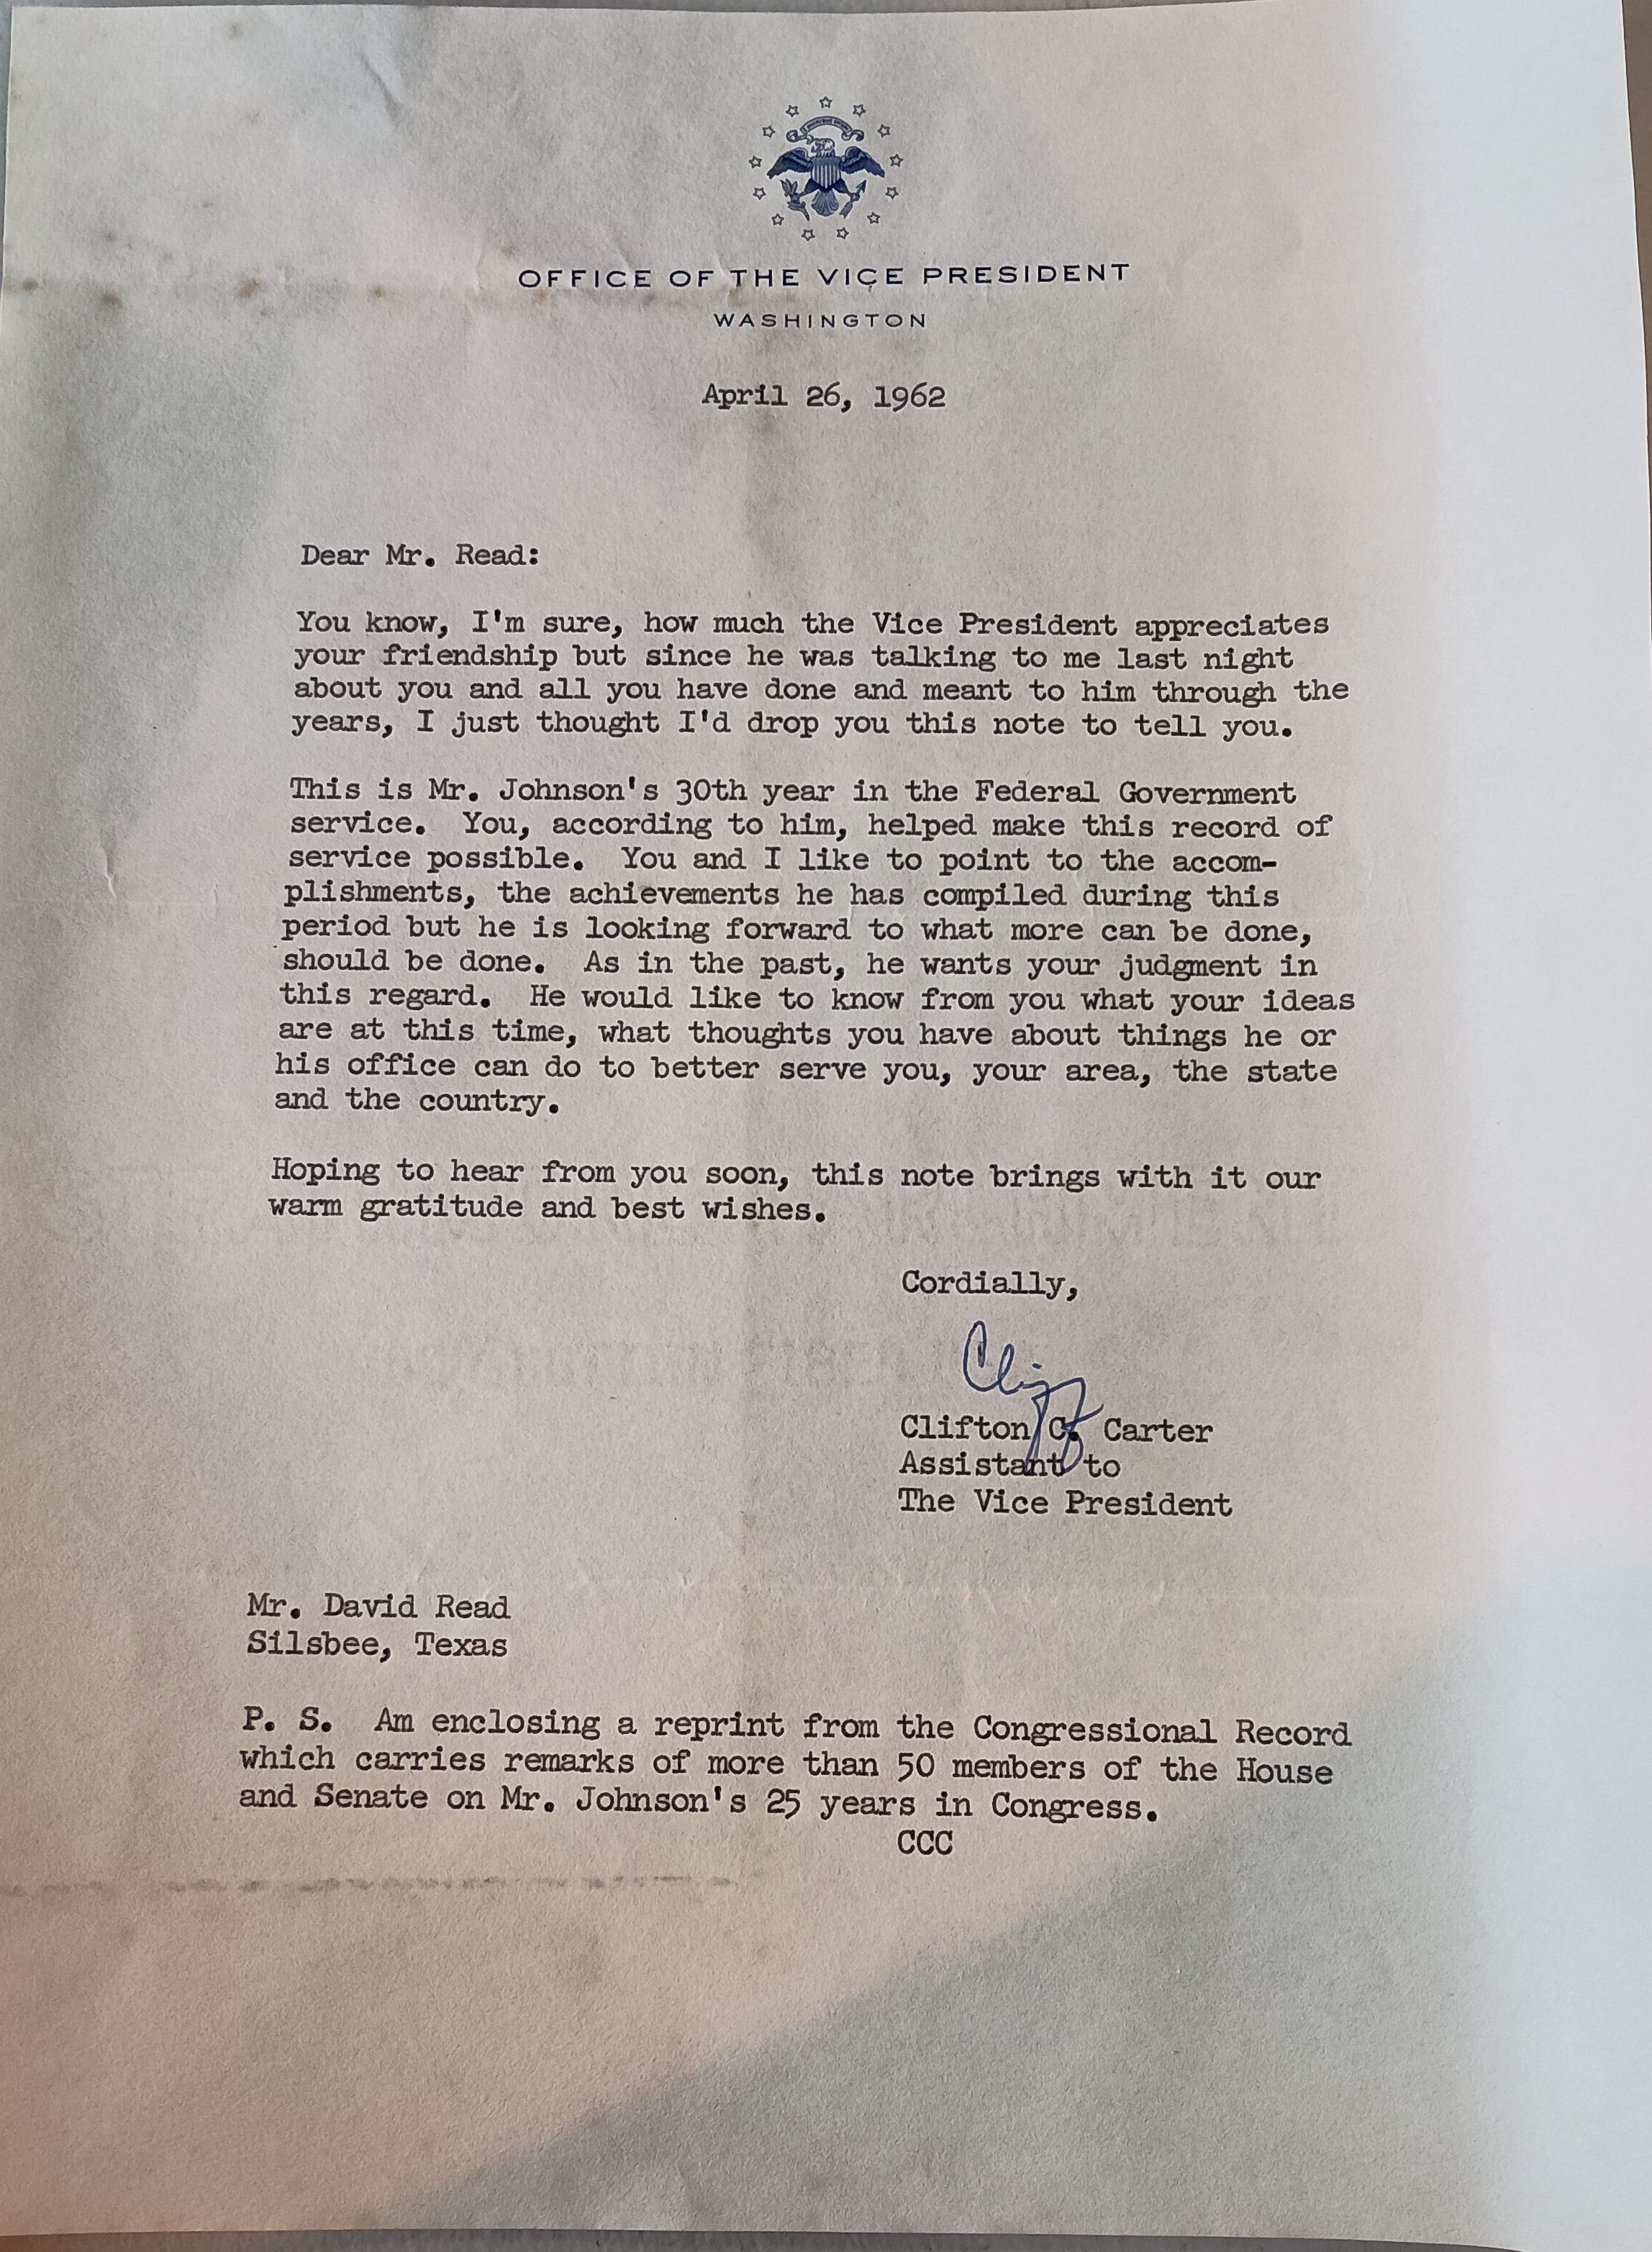 OFFICE OF THE VICE PRESIDENT
WASHINGTON
April 26, 1962
Dear Mr. Read:
You know, I'm sure, how much the Vice President appreciates
your friendship but since he was talking to me last night
about you and all you have done and meant to him through the
years, I just thought I'd drop you this note to tell you.
This is Mr. Johnson's 30th year in the Federal Government
service. You, according to him, helped make this record of
service possible. You and I like to point to the accom-
plishments, the achievements he has compiled during this
period but he is looking forward to what more can be done,
should be done. As in the past, he wants your judgment in
this regard. He would like to know from you what your ideas
are at this time, what thoughts you have about things he or
his office can do to better serve you, your area, the state
and the country.
Hoping to hear from you soon, this note brings with it our
warm gratitude and best wishes.
Cordially,
Clifton C. Carter
Assistant to
The Vice President
Mr. David Read
Silsbee, Texas
P. S. Am enclosing a reprint from the Congressional Record
which carries remarks of more than 50 members of the House
and Senate on Mr. Johnson's 25 years in Congress.
CCC